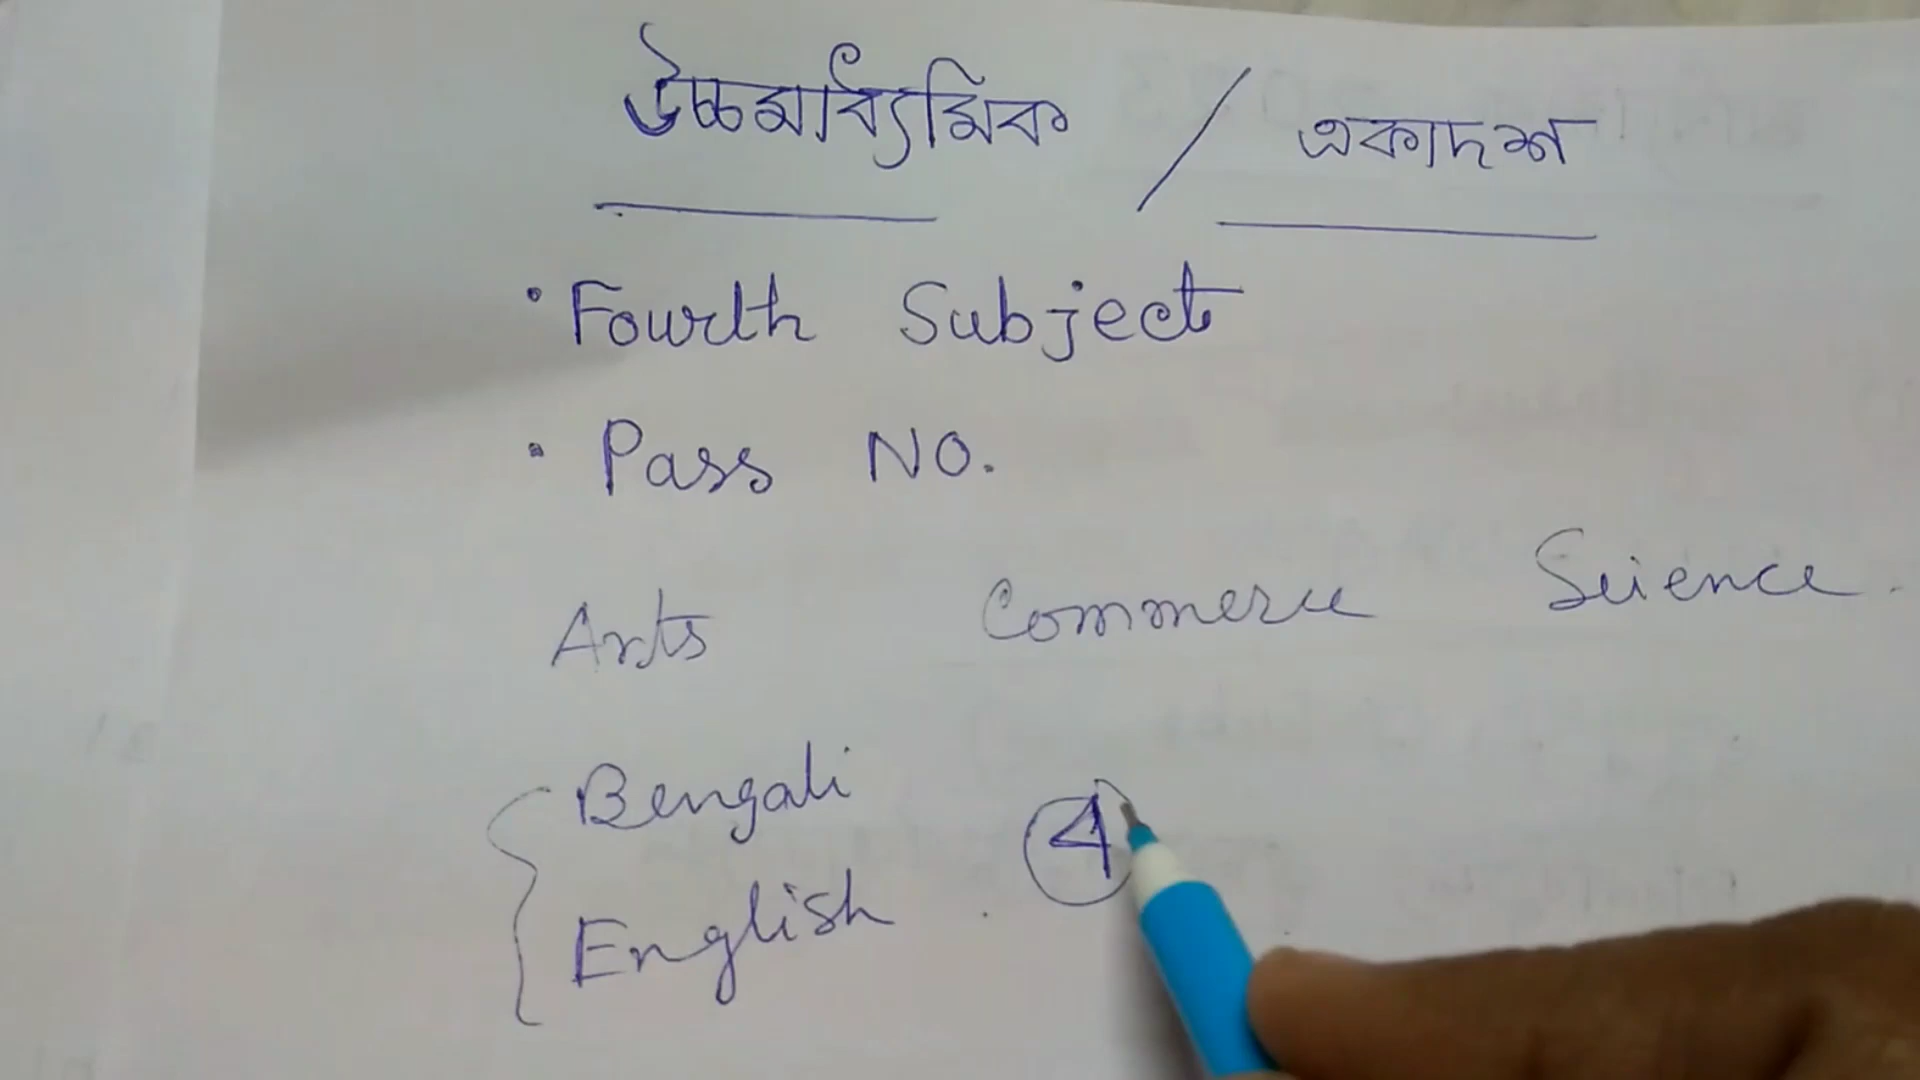 উচ্চমাধ্যমিক / একাদশ
• Fourth Subject
• Pass NO.
Arts Commerce Science.
Bengali
4
English